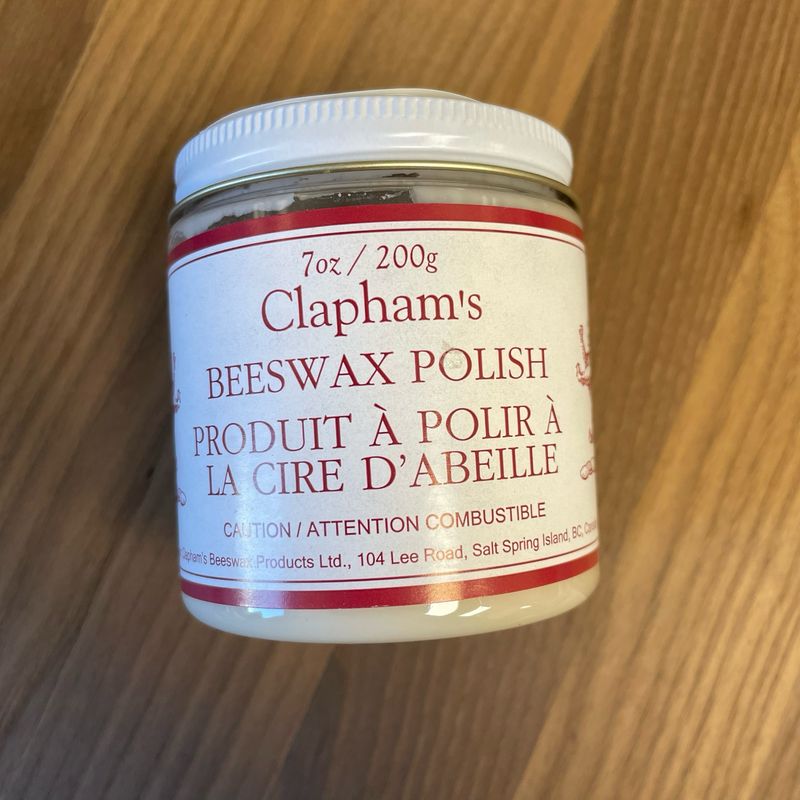 7oz / 200g
Clapham's
BEESWAX POLISH
PRODUIT À POLIR À
LA CIRE D'ABEILLE
CAUTION / ATTENTION COMBUSTIBLE
Clapham's Beeswax Products Ltd., 104 Lee Road, Salt Spring Island, BC,